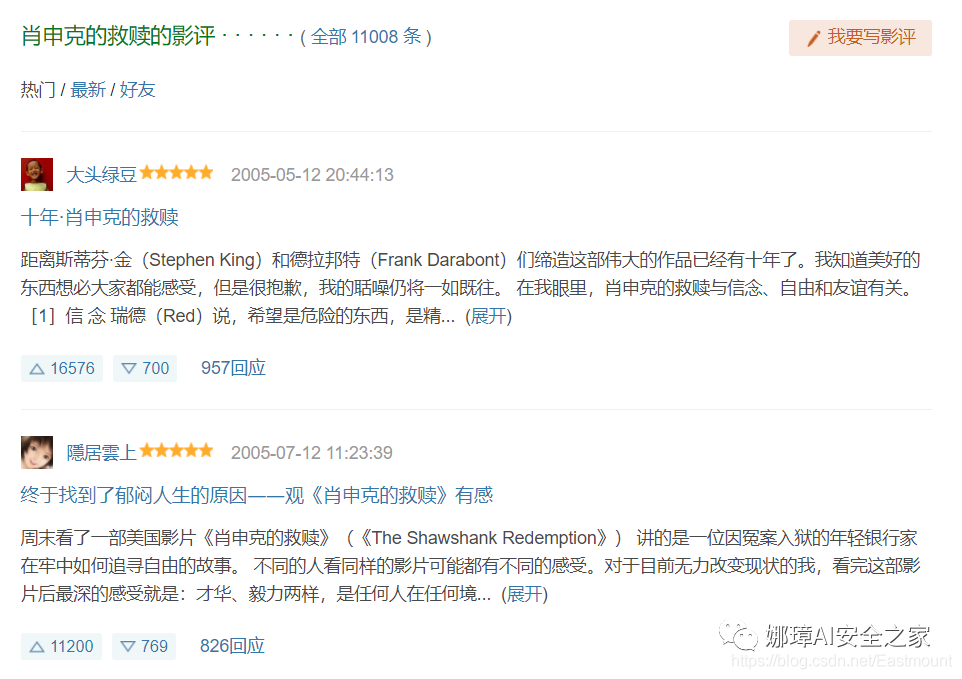 肖申克的救赎的影评 · · · · · · ( 全部 11008 条 )
我要写影评
热门 / 最新 / 好友
大头绿豆 2005-05-12 20:44:13
十年·肖申克的救赎
距离斯蒂芬·金（Stephen King）和德拉邦特（Frank Darabont）们缔造这部伟大的作品已经有十年了。我知道美好的
东西想必大家都能感受，但是很抱歉，我的聒噪仍将一如既往。 在我眼里，肖申克的救赎与信念、自由和友谊有关。
［1］信 念 瑞德（Red）说，希望是危险的东西，是精... (展开)
16576 700 957回应
隱居雲上 2005-07-12 11:23:39
终于找到了郁闷人生的原因——观《肖申克的救赎》有感
周末看了一部美国影片《肖申克的救赎》（《The Shawshank Redemption》） 讲的是一位因冤案入狱的年轻银行家
在牢中如何追寻自由的故事。 不同的人看同样的影片可能都有不同的感受。对于目前无力改变现状的我，看完这部影
片后最深的感受就是：才华、毅力两样，是任何人在任何境... (展开)
11200 769 826回应
娜璋AI安全之家
https://blog.csdn.net/Eastmount